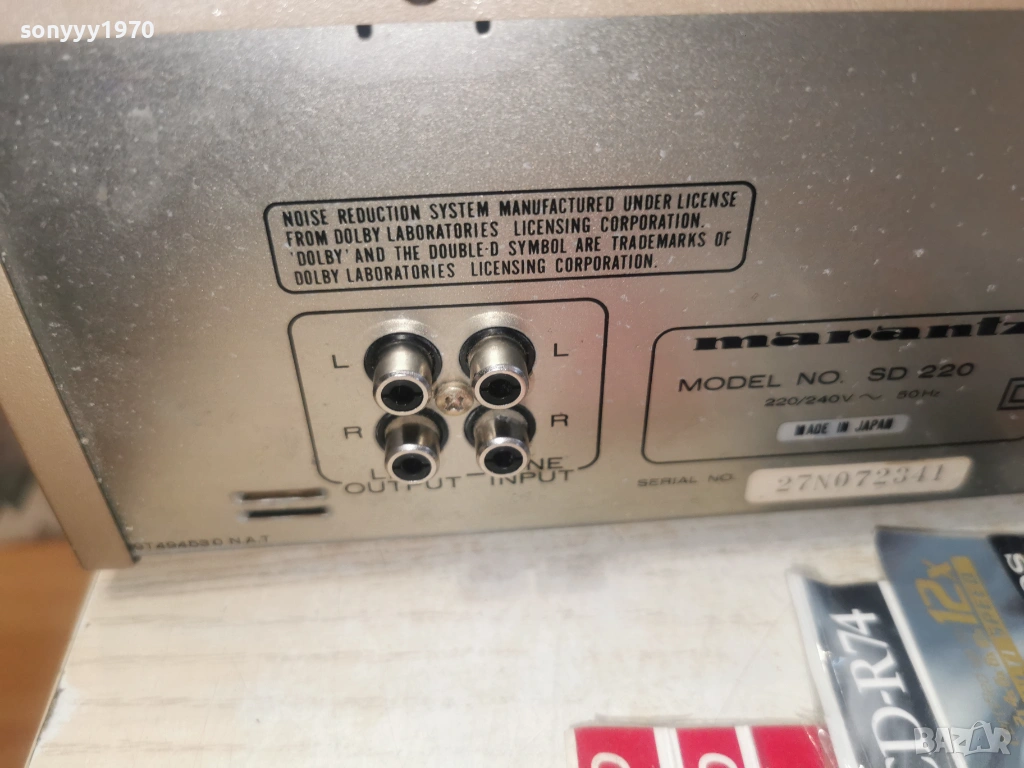 sonyyy1970
NOISE REDUCTION SYSTEM MANUFACTURED UNDER LICENSE
FROM DOLBY LABORATORIES LICENSING CORPORATION.
'DOLBY' AND THE DOUBLE-D SYMBOL ARE TRADEMARKS OF
DOLBY LABORATORIES LICENSING CORPORATION.
L L
R R
OUTPUT INPUT
marantz
MODEL NO. SD 220
220/240V ~ 50Hz
MADE IN JAPAN
SERIAL NO. 27N072341
N.A.T
CD-R74
12x
BAZAR